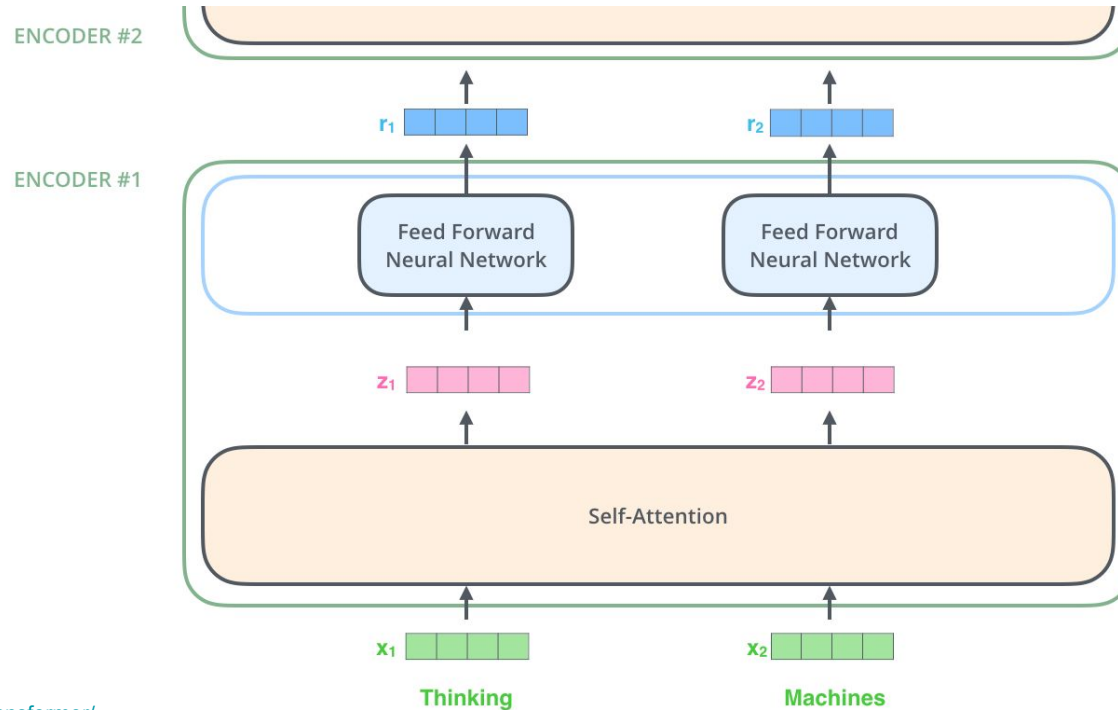 ENCODER #2
r₁
r₂
ENCODER #1
Feed Forward
Neural Network
Feed Forward
Neural Network
z₁
z₂
Self-Attention
x₁
x₂
Thinking
Machines